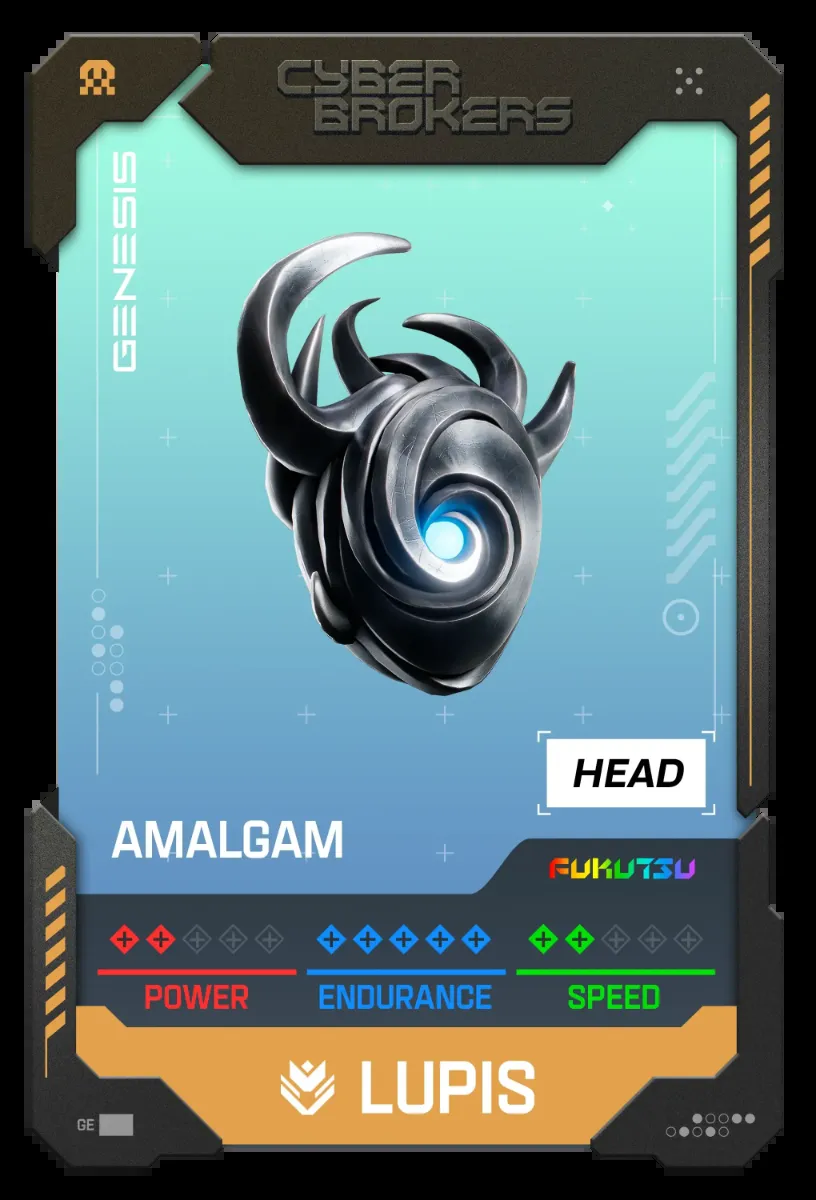 CYBER
BROKERS
GENESIS
HEAD
AMALGAM
FUKUTSU
POWER
ENDURANCE
SPEED
LUPIS
GE